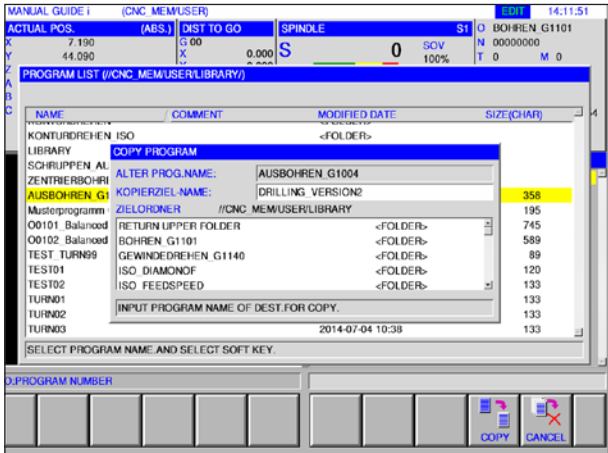 MANUAL GUIDE i (CNC_MEM/USER) EDIT 14:11:51
ACTUAL POS. (ABS.) DIST TO GO SPINDLE S1 O BOHREN_G1101
X 7.190 G 00 N 00000000
Y 44.090 X 0.000 S 0 SOV 100% T 0 M 0
Z
A
B
C
PROGRAM LIST (//CNC_MEM/USER/LIBRARY/)
NAME COMMENT MODIFIED DATE SIZE(CHAR)
KONTURDREHEN_ISO <FOLDER>
LIBRARY
SCHRUPPEN_AL
ZENTRIERBOHRI
AUSBOHREN_G1 358
Musterprogramm 195
O0101_Balanced 745
O0102_Balanced 589
TEST_TURN99 89
TEST01 120
TEST02 133
TURN01 133
TURN02 133
TURN03 2014-07-04 10:38 133
COPY PROGRAM
ALTER PROG.NAME: AUSBOHREN_G1004
KOPIERZIEL-NAME: DRILLING_VERSION2
ZIELORDNER //CNC_MEM/USER/LIBRARY
RETURN UPPER FOLDER <FOLDER>
BOHREN_G1101 <FOLDER>
GEWINDEDREHEN_G1140 <FOLDER>
ISO_DIAMONOF <FOLDER>
ISO_FEEDSPEED <FOLDER>
INPUT PROGRAM NAME OF DEST.FOR COPY.
SELECT PROGRAM NAME.AND SELECT SOFT KEY.
O:PROGRAM NUMBER
COPY CANCEL